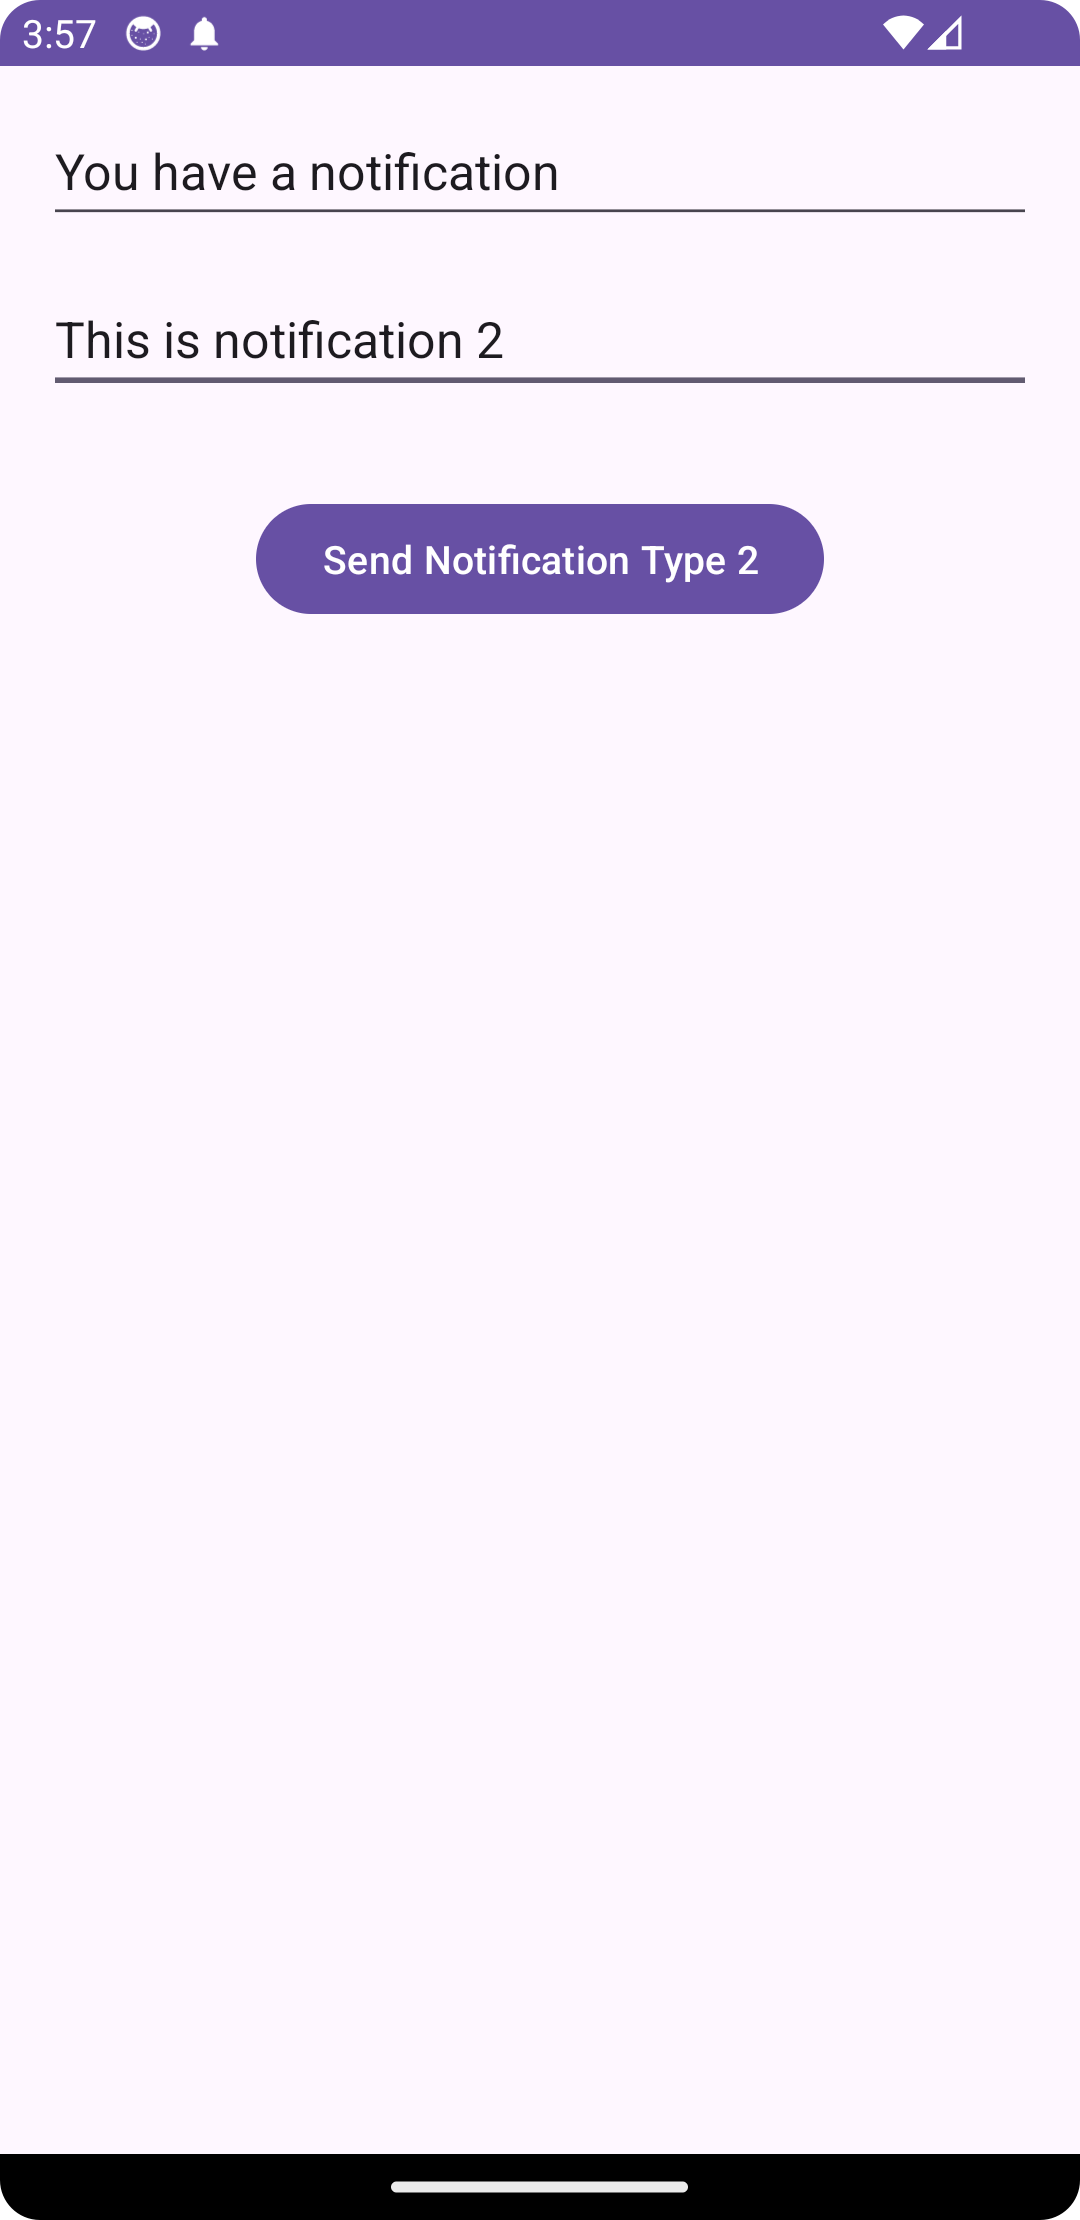 3:57
You have a notification
This is notification 2
Send Notification Type 2